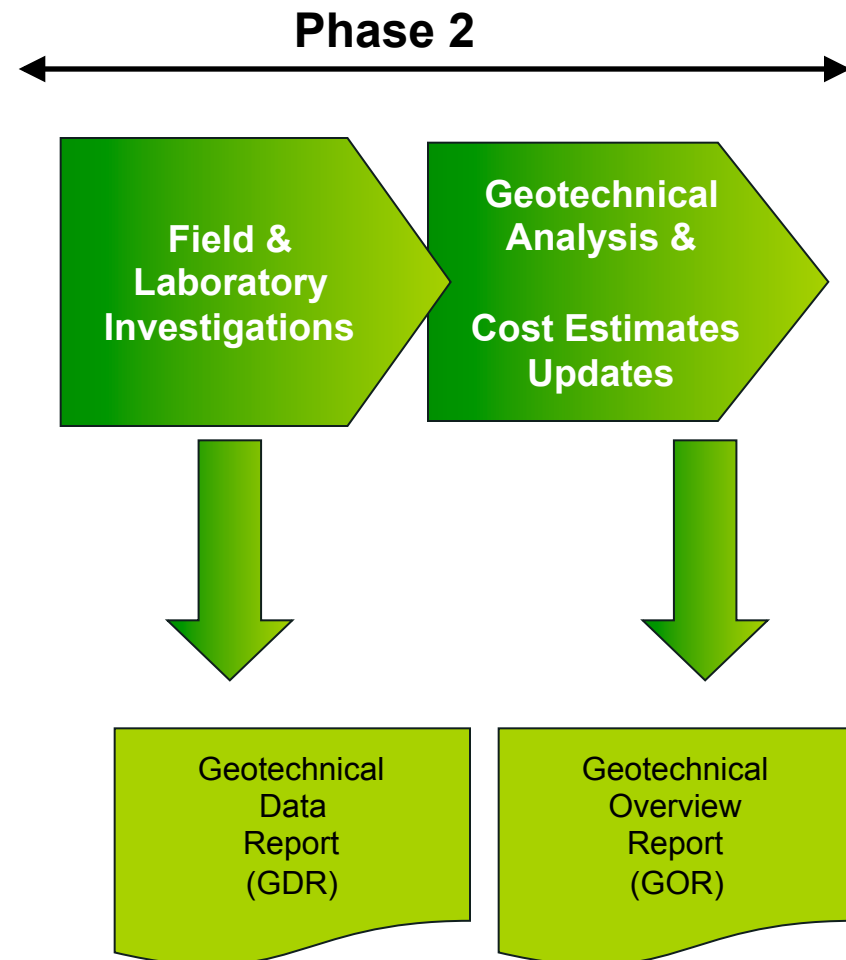 Phase 2
Field &
Laboratory
Investigations
Geotechnical
Analysis &
Cost Estimates
Updates
Geotechnical
Data
Report
(GDR)
Geotechnical
Overview
Report
(GOR)